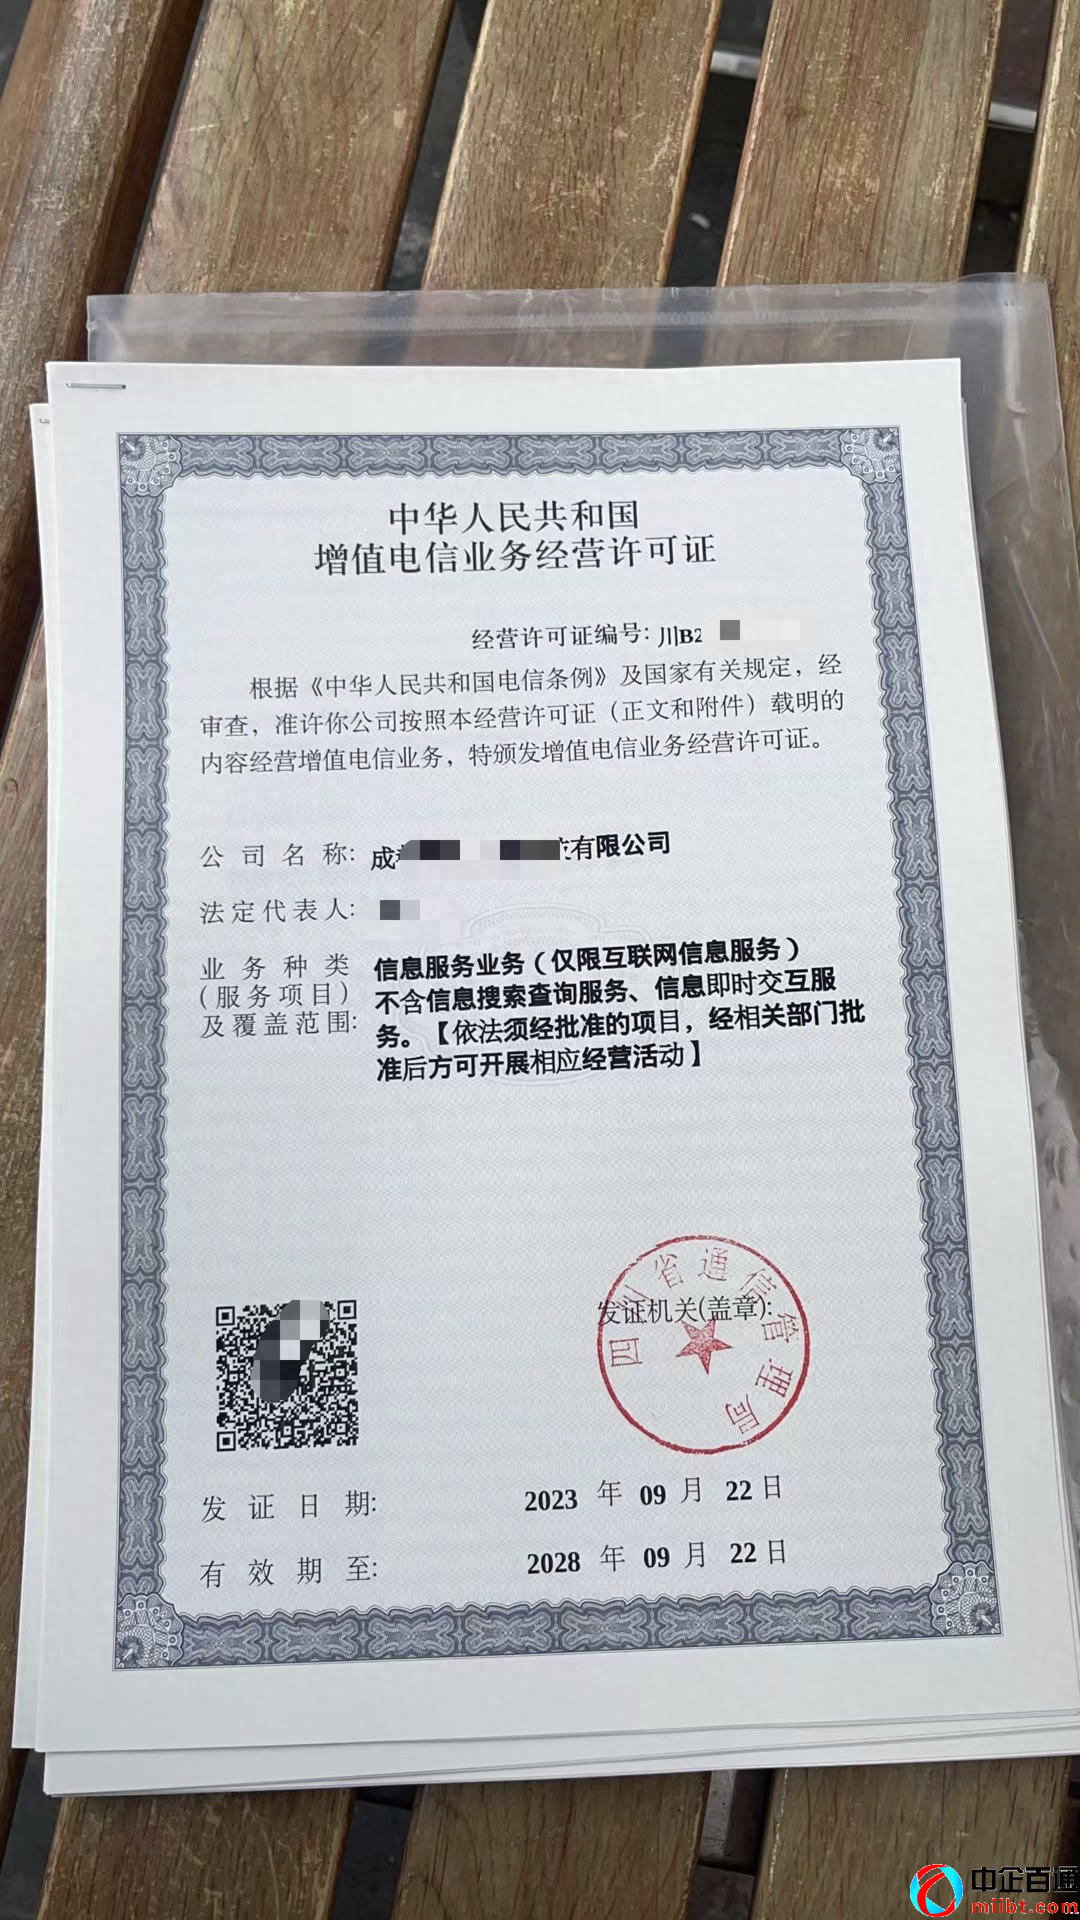 中华人民共和国
增值电信业务经营许可证
经营许可证编号: 川B2
根据《中华人民共和国电信条例》及国家有关规定，经
审查，准许你公司按照本经营许可证（正文和附件）载明的
内容经营增值电信业务，特颁发增值电信业务经营许可证。
公司名称: 成 有限公司
法定代表人:
业务种类
（服务项目）
及覆盖范围:
信息服务业务（仅限互联网信息服务）
不含信息搜索查询服务、信息即时交互服
务。【依法须经批准的项目，经相关部门批
准后方可开展相应经营活动】
四川省通信管理局
发证机关(盖章):
发证日期: 2023 年 09 月 22 日
有效期至: 2028 年 09 月 22 日
中企百通
miibt.com